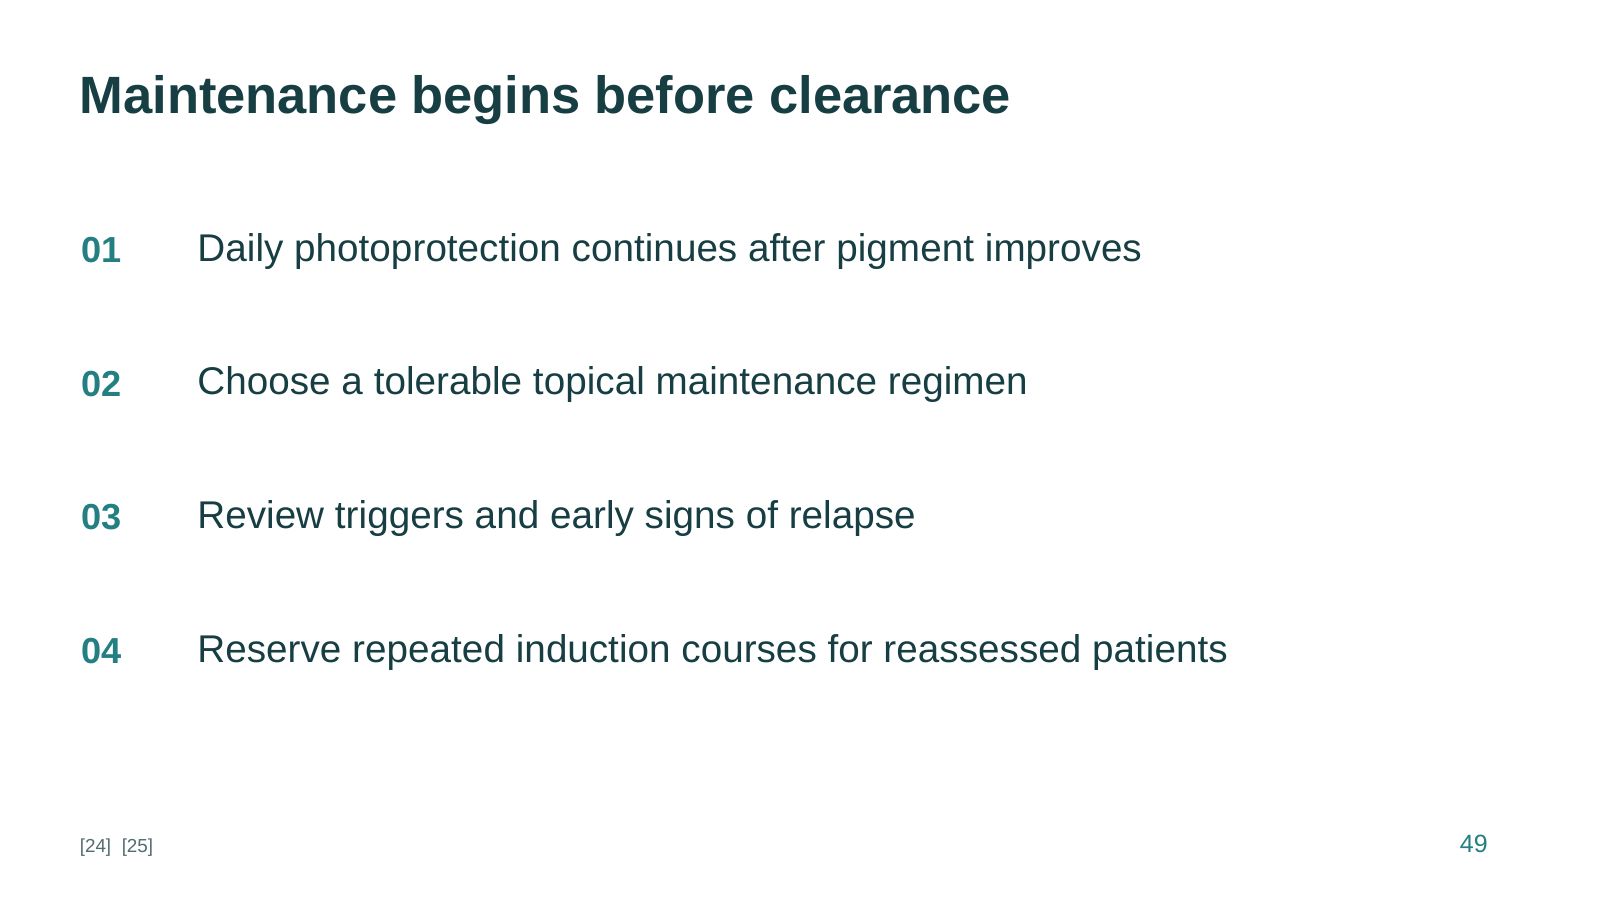 Maintenance begins before clearance
01 Daily photoprotection continues after pigment improves
02 Choose a tolerable topical maintenance regimen
03 Review triggers and early signs of relapse
04 Reserve repeated induction courses for reassessed patients
[24] [25]
49